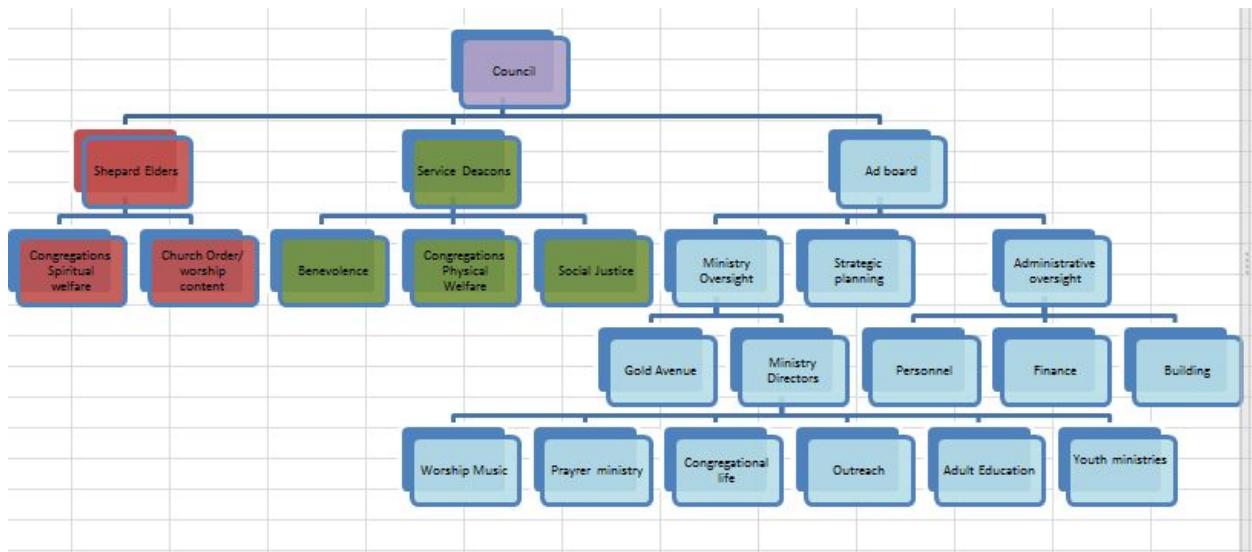 Council
Shepard Elders
Service Deacons
Ad board
Congregations
Spiritual
welfare
Church Order/
worship
content
Benevolence
Congregations
Physical
Welfare
Social Justice
Ministry
Oversight
Strategic
planning
Administrative
oversight
Gold Avenue
Ministry
Directors
Personnel
Finance
Building
Worship Music
Prayrer ministry
Congregational
life
Outreach
Adult Education
Youth ministries